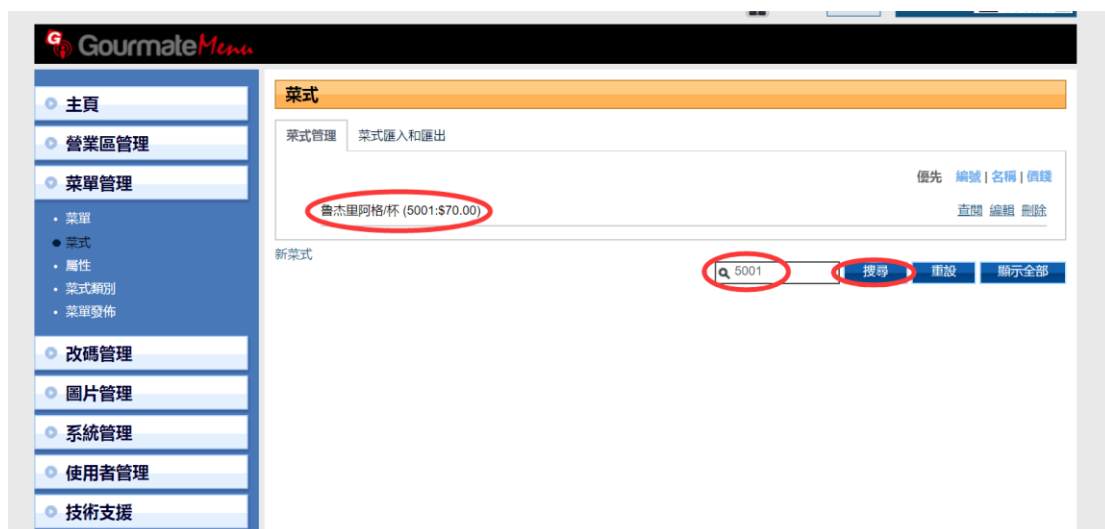 GourmateMenu
主頁
營業區管理
菜單管理
菜單
菜式
屬性
菜式類別
菜單發佈
改碼管理
圖片管理
系統管理
使用者管理
技術支援
菜式
菜式管理 菜式匯入和匯出
優先 編號 | 名稱 | 價錢
魯杰里阿格/杯 (5001:$70.00) 查閱 編輯 刪除
新菜式
5001 搜尋 重設 顯示全部